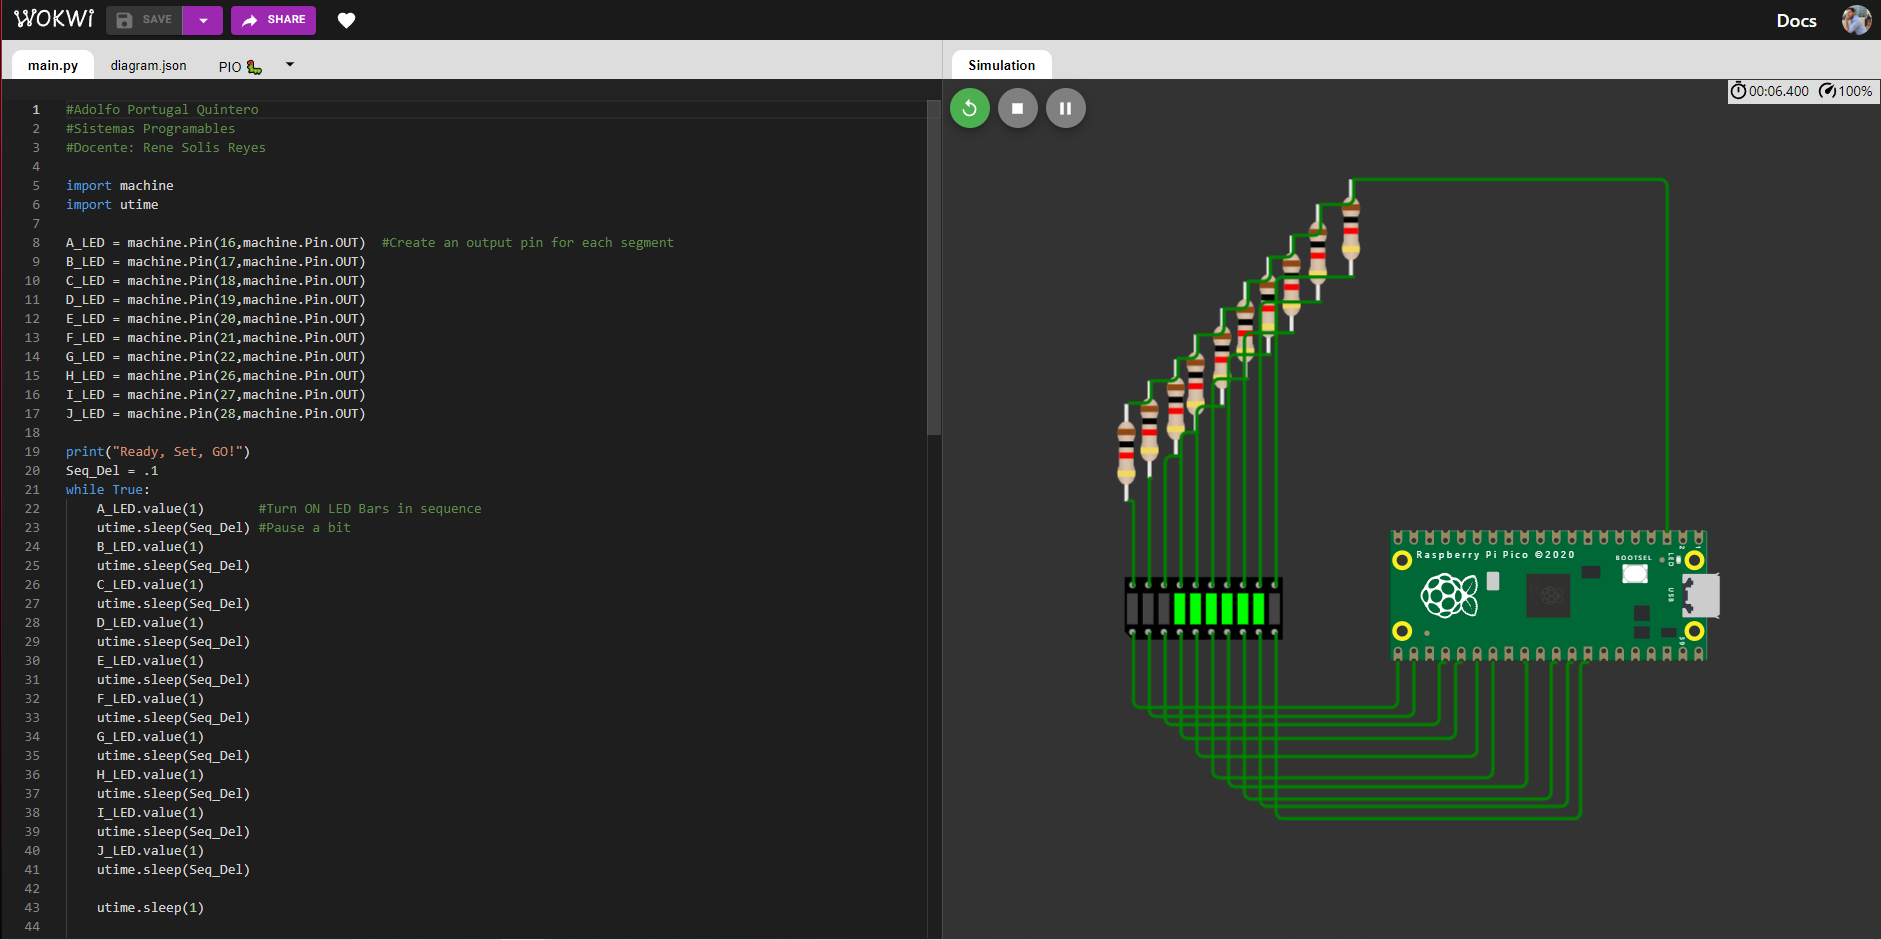 WOKWI
SAVE
SHARE
Docs
main.py
diagram.json
PIO
Simulation
00:06.400
100%
1 #Adolfo Portugal Quintero
2 #Sistemas Programables
3 #Docente: Rene Solis Reyes
4
5 import machine
6 import utime
7
8 A_LED = machine.Pin(16,machine.Pin.OUT)  #Create an output pin for each segment
9 B_LED = machine.Pin(17,machine.Pin.OUT)
10 C_LED = machine.Pin(18,machine.Pin.OUT)
11 D_LED = machine.Pin(19,machine.Pin.OUT)
12 E_LED = machine.Pin(20,machine.Pin.OUT)
13 F_LED = machine.Pin(21,machine.Pin.OUT)
14 G_LED = machine.Pin(22,machine.Pin.OUT)
15 H_LED = machine.Pin(26,machine.Pin.OUT)
16 I_LED = machine.Pin(27,machine.Pin.OUT)
17 J_LED = machine.Pin(28,machine.Pin.OUT)
18
19 print("Ready, Set, GO!")
20 Seq_Del = .1
21 while True:
22     A_LED.value(1)       #Turn ON LED Bars in sequence
23     utime.sleep(Seq_Del) #Pause a bit
24     B_LED.value(1)
25     utime.sleep(Seq_Del)
26     C_LED.value(1)
27     utime.sleep(Seq_Del)
28     D_LED.value(1)
29     utime.sleep(Seq_Del)
30     E_LED.value(1)
31     utime.sleep(Seq_Del)
32     F_LED.value(1)
33     utime.sleep(Seq_Del)
34     G_LED.value(1)
35     utime.sleep(Seq_Del)
36     H_LED.value(1)
37     utime.sleep(Seq_Del)
38     I_LED.value(1)
39     utime.sleep(Seq_Del)
40     J_LED.value(1)
41     utime.sleep(Seq_Del)
42
43     utime.sleep(1)
44
Raspberry Pi Pico ©2020
BOOTSEL
LED
2
1
USB
39